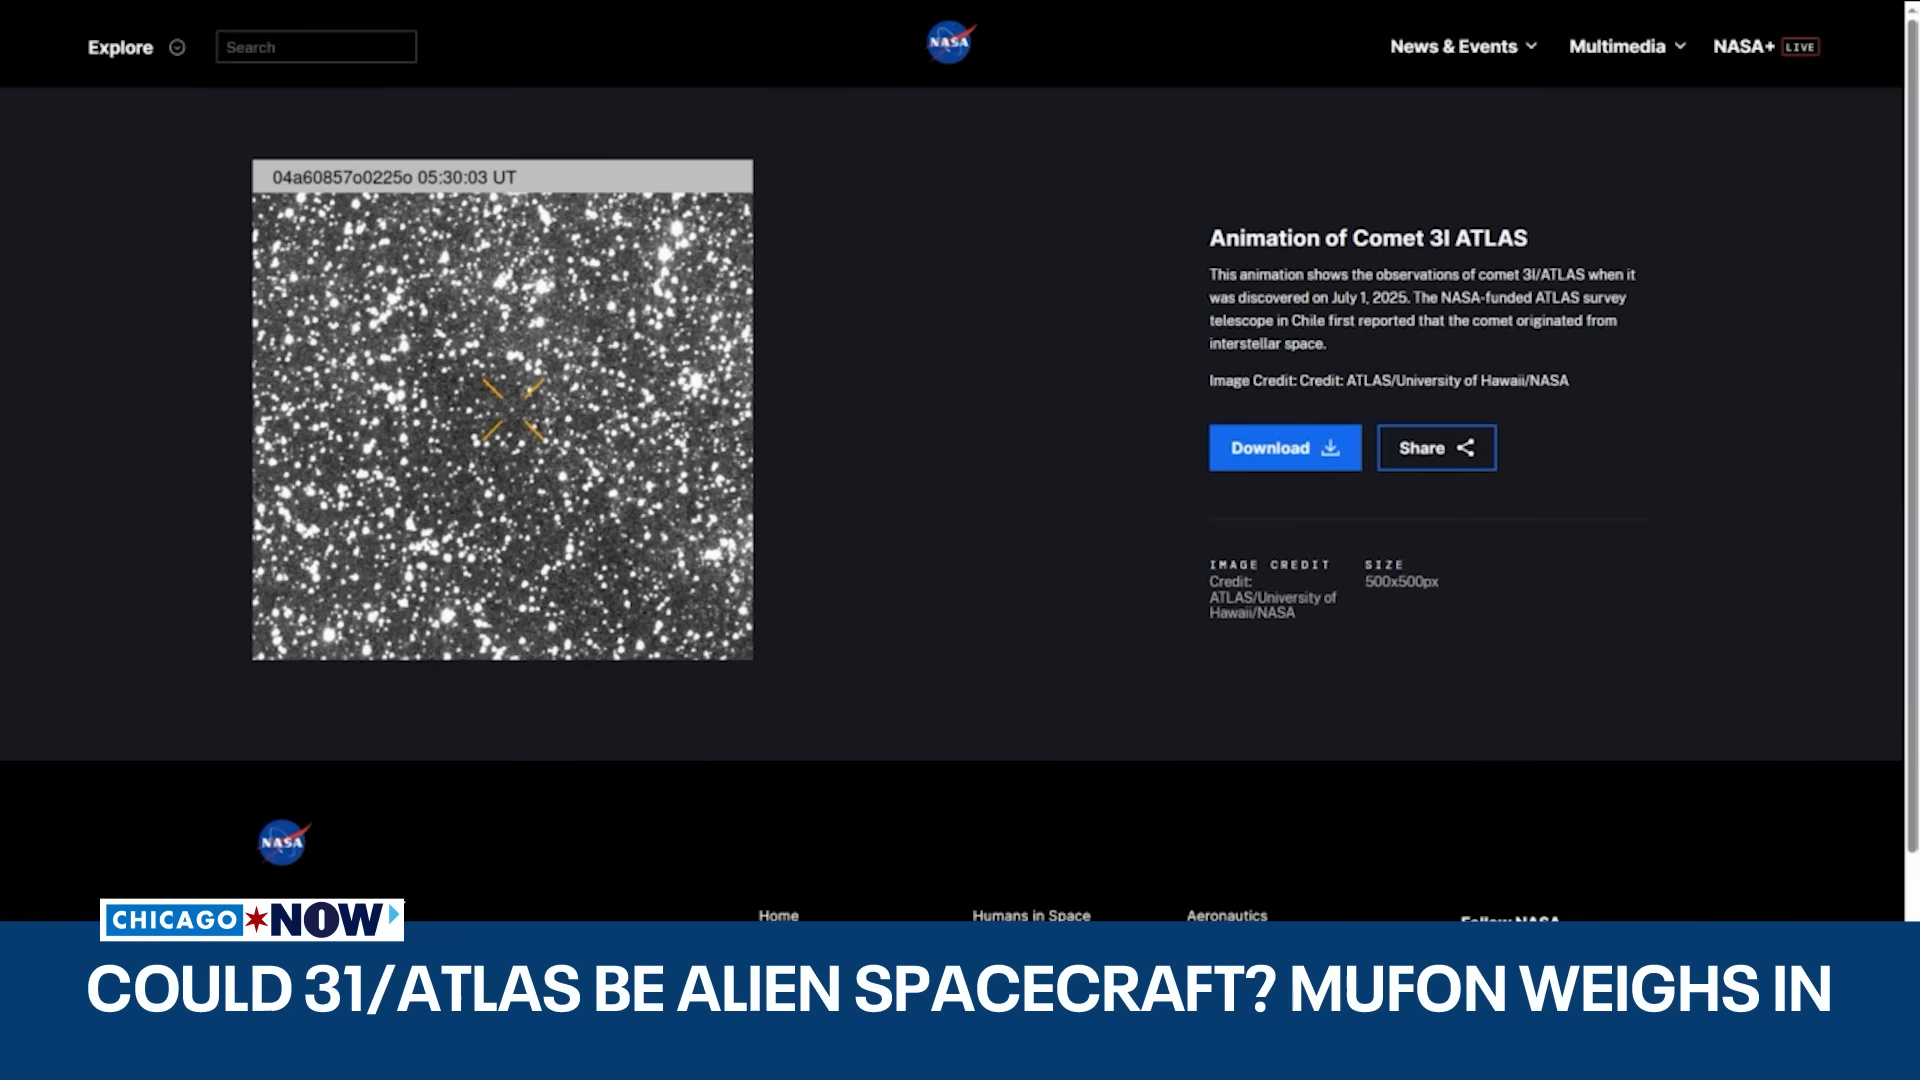 Explore
Search
NASA
News & Events
Multimedia
NASA+ LIVE
04a60857o0225o 05:30:03 UT
Animation of Comet 3I ATLAS
This animation shows the observations of comet 3I/ATLAS when it
was discovered on July 1, 2025. The NASA-funded ATLAS survey
telescope in Chile first reported that the comet originated from
interstellar space.
Image Credit: Credit: ATLAS/University of Hawaii/NASA
Download
Share
IMAGE CREDIT
Credit:
ATLAS/University of
Hawaii/NASA
SIZE
500x500px
NASA
Home
Humans in Space
Aeronautics
Follow NASA
CHICAGO NOW
COULD 31/ATLAS BE ALIEN SPACECRAFT? MUFON WEIGHS IN